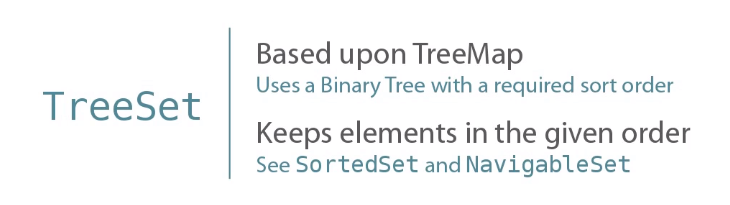 TreeSet
Based upon TreeMap
Uses a Binary Tree with a required sort order
Keeps elements in the given order
See SortedSet and NavigableSet